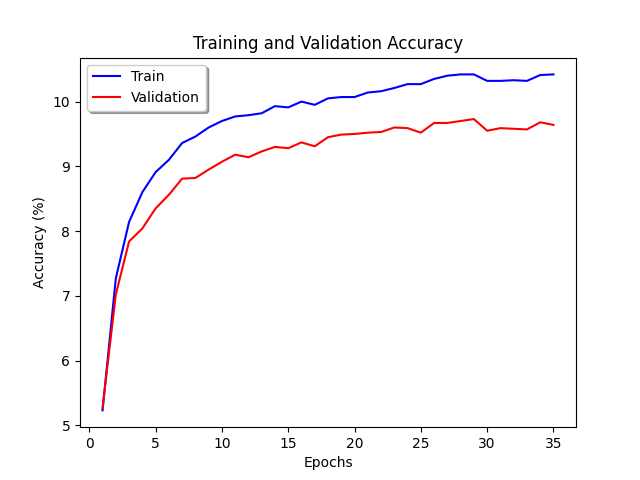 Training and Validation Accuracy
Train
Validation
Accuracy (%)
10
9
8
7
6
5
0 5 10 15 20 25 30 35
Epochs